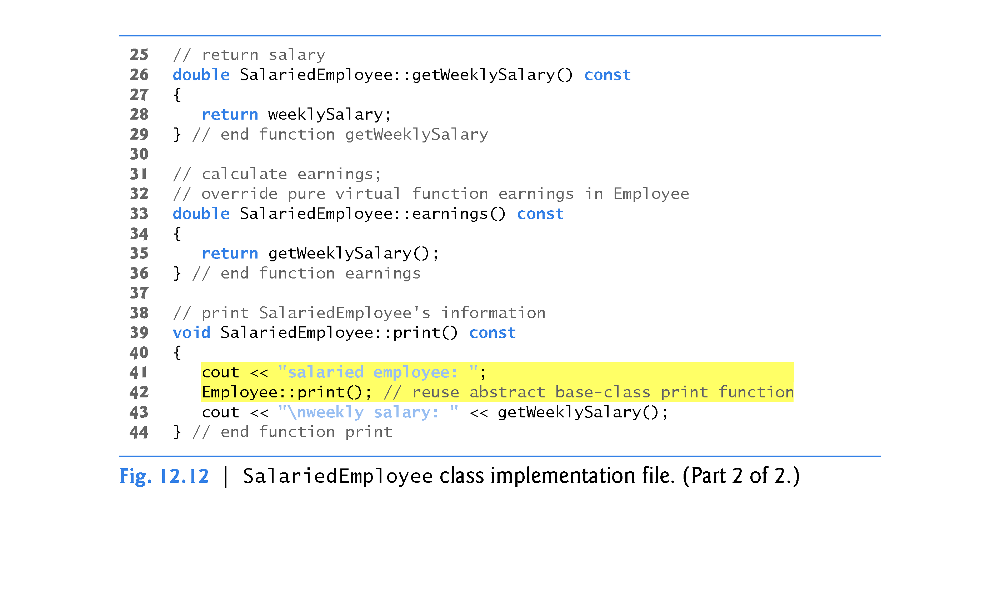 25 // return salary
26 double SalariedEmployee::getWeeklySalary() const
27 {
28    return weeklySalary;
29 } // end function getWeeklySalary
30
31 // calculate earnings;
32 // override pure virtual function earnings in Employee
33 double SalariedEmployee::earnings() const
34 {
35    return getWeeklySalary();
36 } // end function earnings
37
38 // print SalariedEmployee's information
39 void SalariedEmployee::print() const
40 {
41    cout << "salaried employee: ";
42    Employee::print(); // reuse abstract base-class print function
43    cout << "\nweekly salary: " << getWeeklySalary();
44 } // end function print
Fig. 12.12 | SalariedEmployee class implementation file. (Part 2 of 2.)